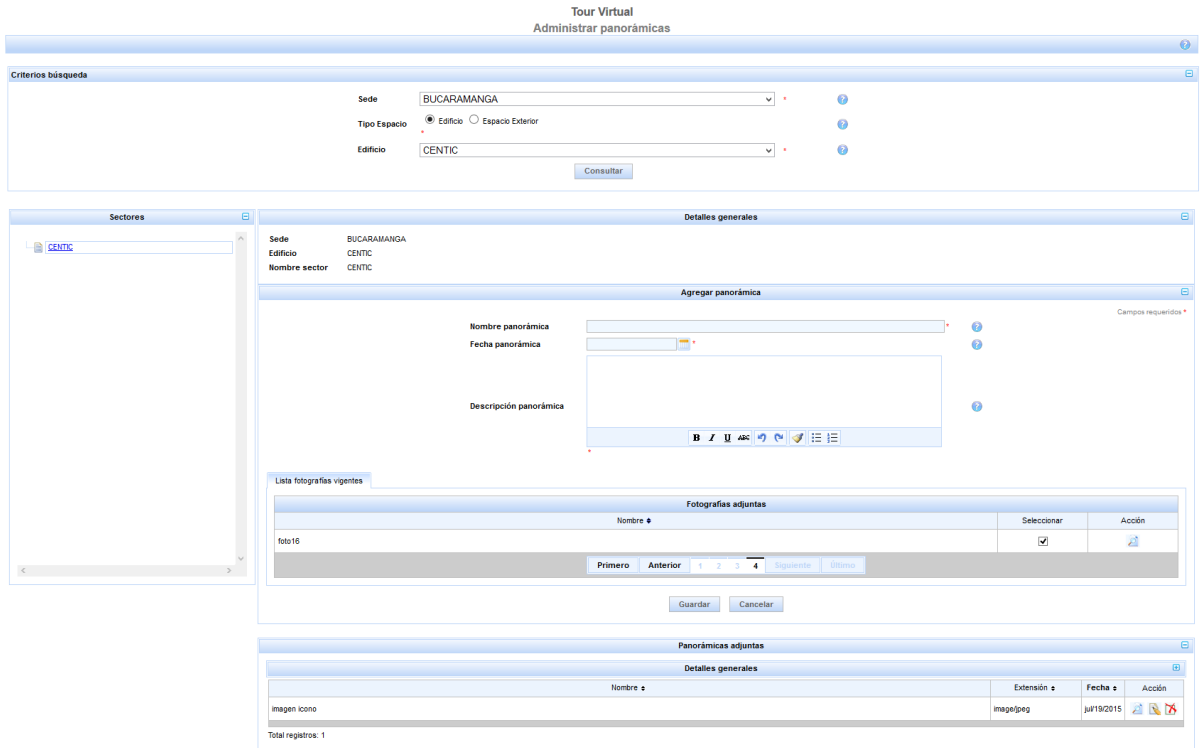 Tour Virtual
Administrar panorámicas
Criterios búsqueda
Sede BUCARAMANGA *
Tipo Espacio Edificio Espacio Exterior
*
Edificio CENTIC *
Consultar
Sectores
CENTIC
Detalles generales
Sede BUCARAMANGA
Edificio CENTIC
Nombre sector CENTIC
Agregar panorámica
Campos requeridos *
Nombre panorámica *
Fecha panorámica *
Descripción panorámica
B I U ABC
*
Lista fotografías vigentes
Fotografías adjuntas
Nombre Seleccionar Acción
foto16
Primero Anterior 1 2 3 4 Siguiente Último
Guardar Cancelar
Panorámicas adjuntas
Detalles generales
Nombre Extensión Fecha Acción
imagen icono image/jpeg jul/19/2015
Total registros: 1